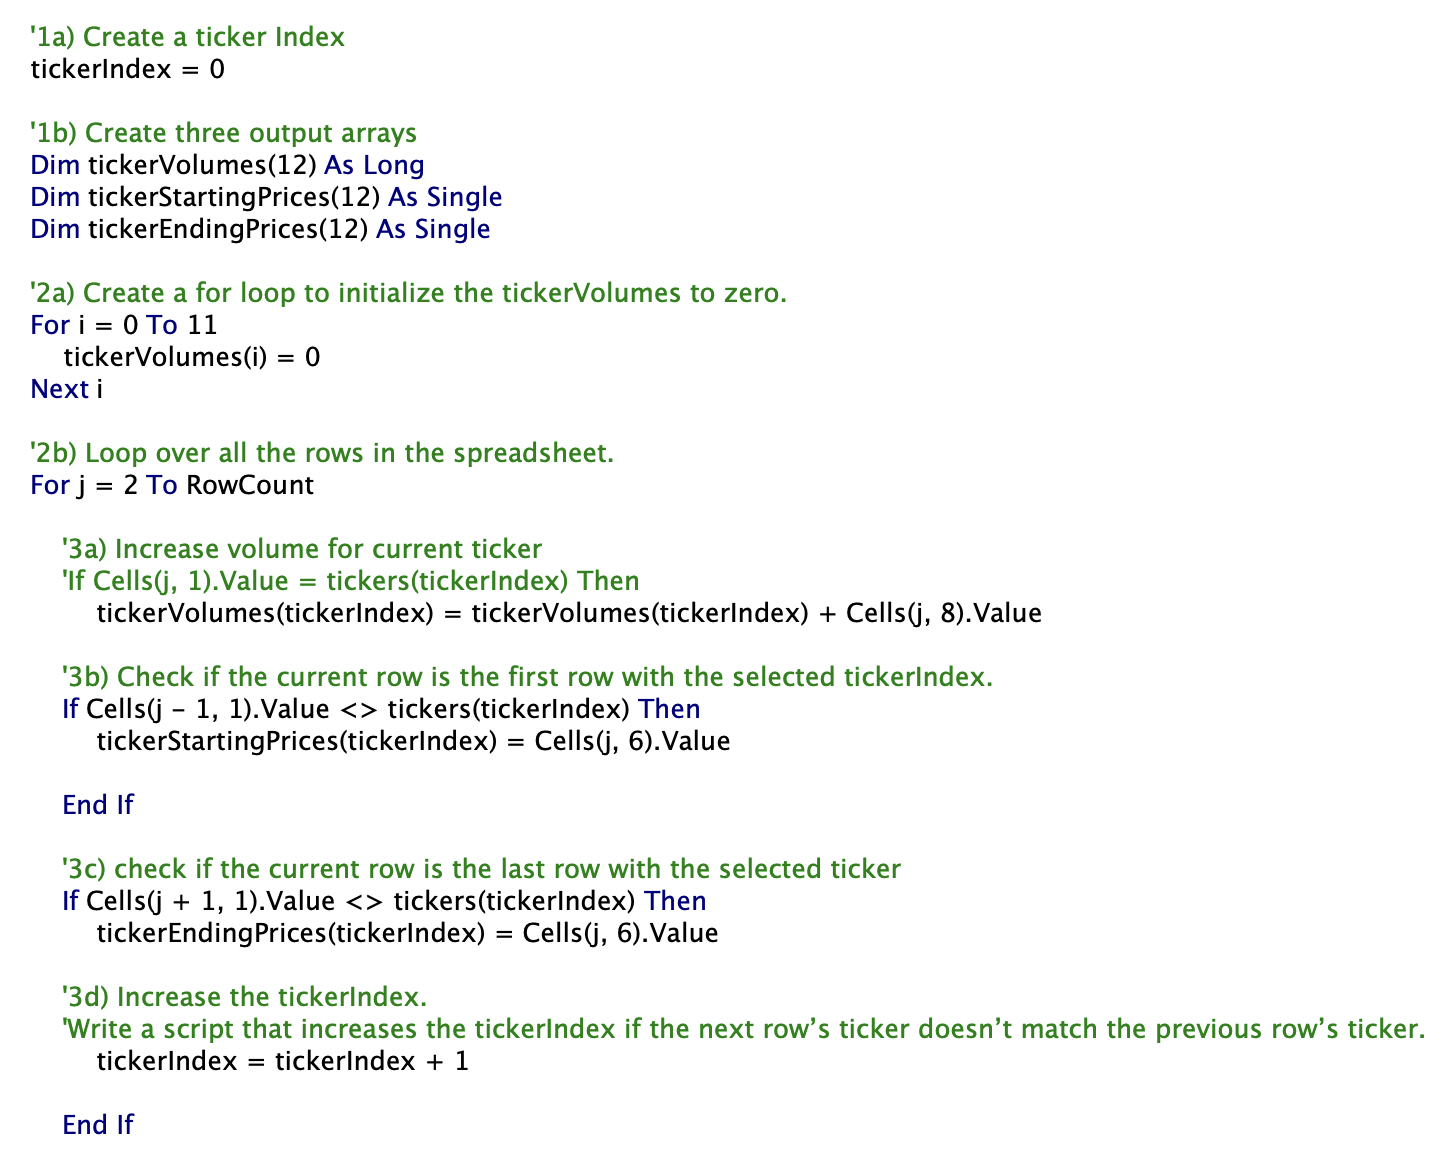 '1a) Create a ticker Index
tickerIndex = 0
'1b) Create three output arrays
Dim tickerVolumes(12) As Long
Dim tickerStartingPrices(12) As Single
Dim tickerEndingPrices(12) As Single
'2a) Create a for loop to initialize the tickerVolumes to zero.
For i = 0 To 11
tickerVolumes(i) = 0
Next i
'2b) Loop over all the rows in the spreadsheet.
For j = 2 To RowCount
'3a) Increase volume for current ticker
'If Cells(j, 1).Value = tickers(tickerIndex) Then
tickerVolumes(tickerIndex) = tickerVolumes(tickerIndex) + Cells(j, 8).Value
'3b) Check if the current row is the first row with the selected tickerIndex.
If Cells(j - 1, 1).Value <> tickers(tickerIndex) Then
tickerStartingPrices(tickerIndex) = Cells(j, 6).Value
End If
'3c) check if the current row is the last row with the selected ticker
If Cells(j + 1, 1).Value <> tickers(tickerIndex) Then
tickerEndingPrices(tickerIndex) = Cells(j, 6).Value
'3d) Increase the tickerIndex.
'Write a script that increases the tickerIndex if the next row’s ticker doesn’t match the previous row’s ticker.
tickerIndex = tickerIndex + 1
End If